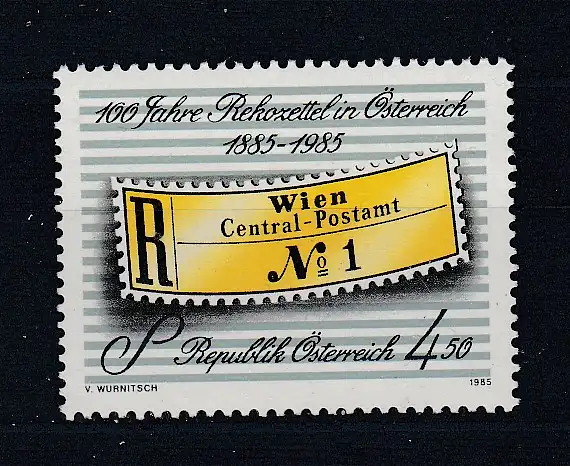 100 Jahre Rekozettel in Österreich
1885-1985
R
Wien
Central-Postamt
No 1
S Republik Österreich 4 50
V. WURNITSCH 1985